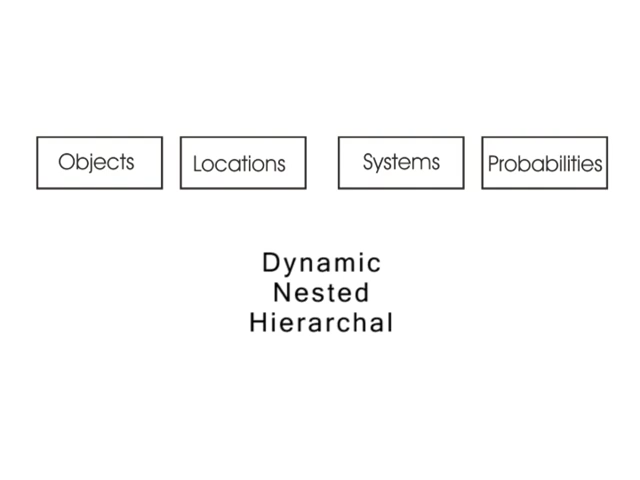 Objects Locations Systems Probabilities
Dynamic
Nested
Hierarchal